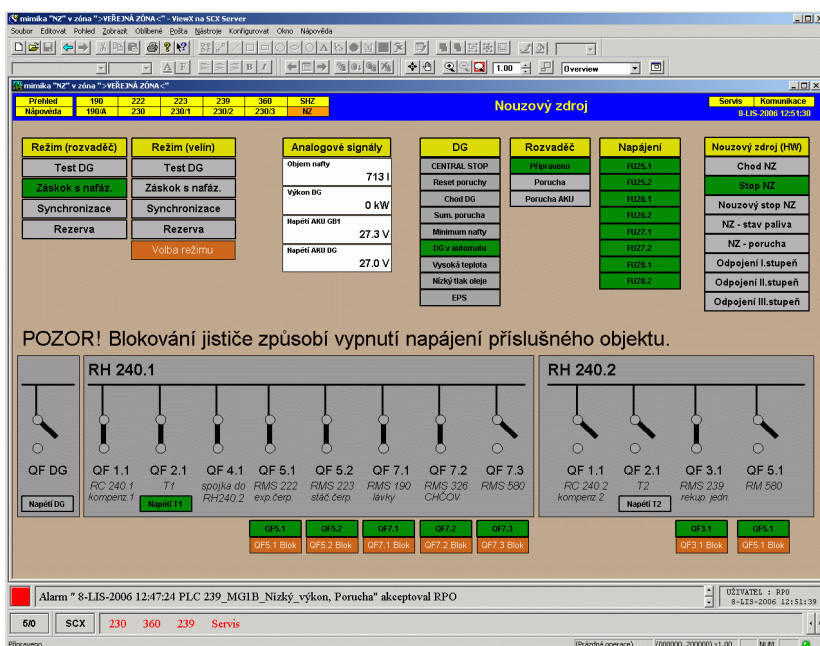 mimika "NZ" v zóna ">VEŘEJNÁ ZÓNA<" - ViewX na SCX Server
Soubor Editovat Pohled Zobrazit Oblíbené Pošta Nástroje Konfigurovat Okno Nápověda
A F B I 1.00 Overview
mimika "NZ" v zóna ">VEŘEJNÁ ZÓNA<"
Přehled 190 222 223 239 360 SHZ
Nápověda 190/A 230 230/1 230/2 230/3 NZ
Nouzový zdroj
Servis Komunikace
8-LIS-2006 12:51:30
Režim (rozvaděč)
Test DG
Záskok s nafáz.
Synchronizace
Rezerva
Režim (velín)
Test DG
Záskok s nafáz.
Synchronizace
Rezerva
Volba režimu
Analogové signály
Objem nafty
713 l
Výkon DG
0 kW
Napětí AKU GB1
27.3 V
Napětí AKU DG
27.0 V
DG
CENTRAL STOP
Reset poruchy
Chod DG
Sum. porucha
Minimum nafty
DG v automatu
Vysoká teplota
Nízký tlak oleje
EPS
Rozvaděč
Připraveno
Porucha
Porucha AKU
Napájení
FU25.1
FU25.2
FU26.1
FU26.2
FU27.1
FU27.2
FU28.1
FU28.2
Nouzový zdroj (HW)
Chod NZ
Stop NZ
Nouzový stop NZ
NZ - stav paliva
NZ - porucha
Odpojení I.stupeň
Odpojení II.stupeň
Odpojení III.stupeň
POZOR! Blokování jističe způsobí vypnutí napájení příslušného objektu.
RH 240.1 RH 240.2
QF DG QF 1.1 QF 2.1 QF 4.1 QF 5.1 QF 5.2 QF 7.1 QF 7.2 QF 7.3 QF 1.1 QF 2.1 QF 3.1 QF 5.1
RC 240.1 T1 spojka do RMS 222 RMS 223 RMS 190 RMS 326 RMS 580 RC 240.2 T2 RMS 239 RM 580
kompenz.1 RH240.2 exp.čerp. stáč.čerp. lávky CHČOV kompenz.2 rekup. jedn.
Napětí DG Napětí T1 Napětí T2
QF5.1 QF5.2 QF7.1 QF7.2 QF7.3 QF3.1 QF5.1
QF5.1 Blok QF5.2 Blok QF7.1 Blok QF7.2 Blok QF7.3 Blok QF3.1 Blok QF5.1 Blok
Alarm " 8-LIS-2006 12:47:24 PLC 239_MG1B_Nízký_výkon, Porucha" akceptoval RPO
UŽIVATEL : RPO
8-LIS-2006 12:51:39
5/0 SCX 230 360 239 Servis
Připraveno (Prázdná operace) (000000, 200000) x1.00 NUM